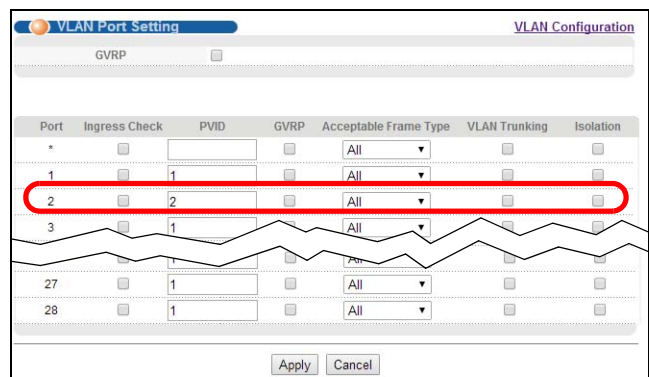 VLAN Port Setting VLAN Configuration
GVRP
Port Ingress Check PVID GVRP Acceptable Frame Type VLAN Trunking Isolation
* All
1 1 All
2 2 All
3 1 All
1 All
27 1 All
28 1 All
Apply Cancel